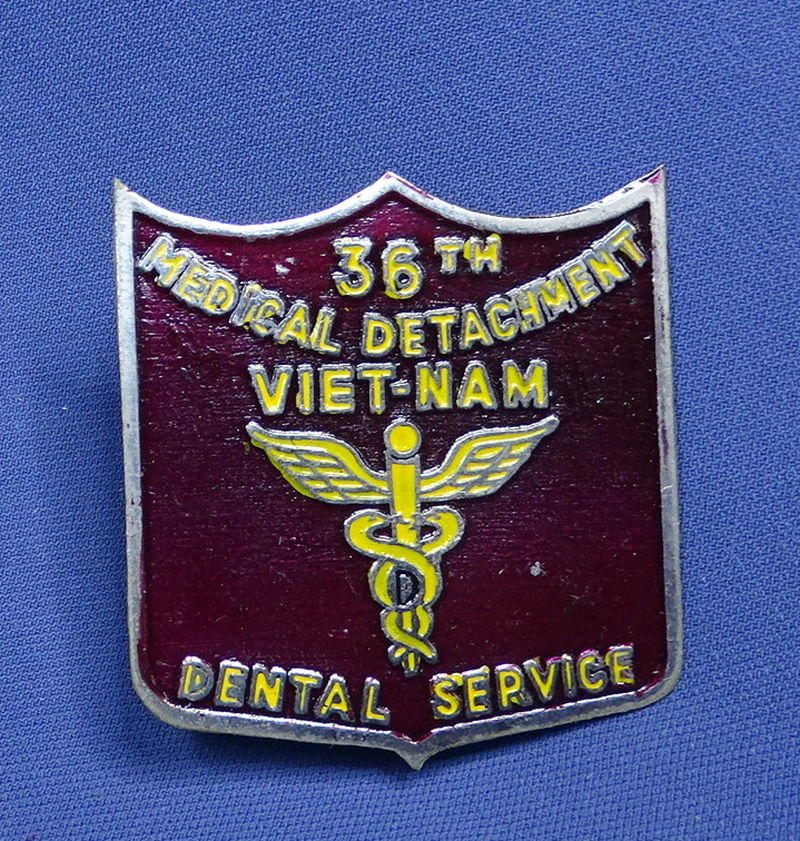 36TH
MEDICAL DETACHMENT
VIET-NAM
D
DENTAL SERVICE